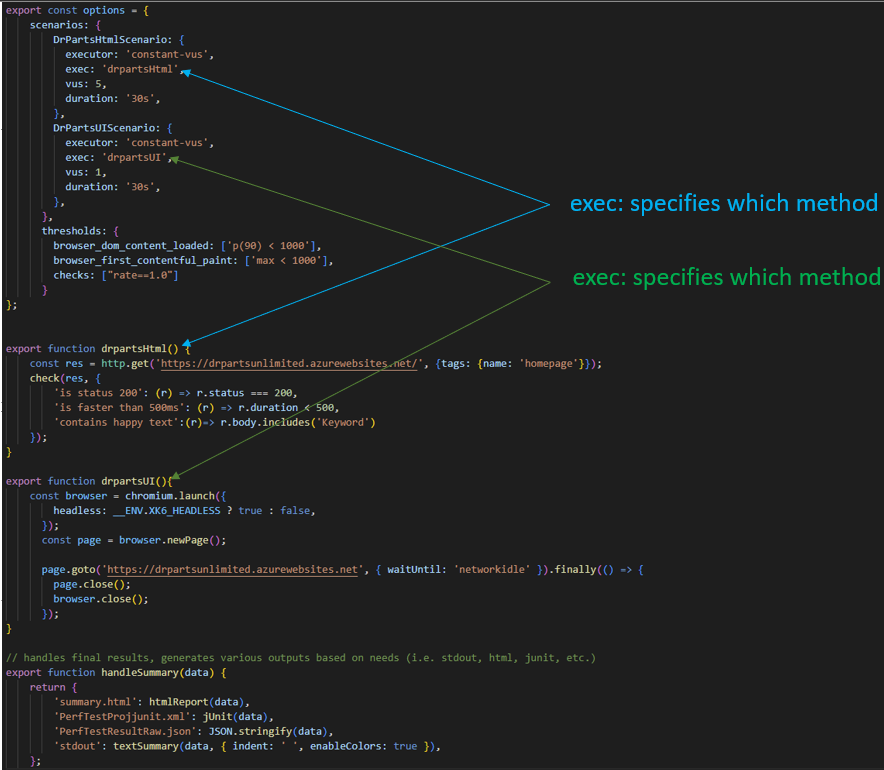 export const options = {
scenarios: {
DrPartsHtmlScenario: {
executor: 'constant-vus',
exec: 'drpartsHtml',
vus: 5,
duration: '30s',
},
DrPartsUIScenario: {
executor: 'constant-vus',
exec: 'drpartsUI',
vus: 1,
duration: '30s',
},
},
thresholds: {
browser_dom_content_loaded: ['p(90) < 1000'],
browser_first_contentful_paint: ['max < 1000'],
checks: ["rate==1.0"]
}
};
exec: specifies which method
exec: specifies which method
export function drpartsHtml() {
const res = http.get('https://drpartsunlimited.azurewebsites.net/', {tags: {name: 'homepage'}});
check(res, {
'is status 200': (r) => r.status === 200,
'is faster than 500ms': (r) => r.duration < 500,
'contains happy text':(r)=> r.body.includes('Keyword')
});
}
export function drpartsUI(){
const browser = chromium.launch({
headless: __ENV.XK6_HEADLESS ? true : false,
});
const page = browser.newPage();
page.goto('https://drpartsunlimited.azurewebsites.net', { waitUntil: 'networkidle' }).finally(() => {
page.close();
browser.close();
});
}
// handles final results, generates various outputs based on needs (i.e. stdout, html, junit, etc.)
export function handleSummary(data) {
return {
'summary.html': htmlReport(data),
'PerfTestProjjunit.xml': jUnit(data),
'PerfTestResultRaw.json': JSON.stringify(data),
'stdout': textSummary(data, { indent: ' ', enableColors: true }),
};